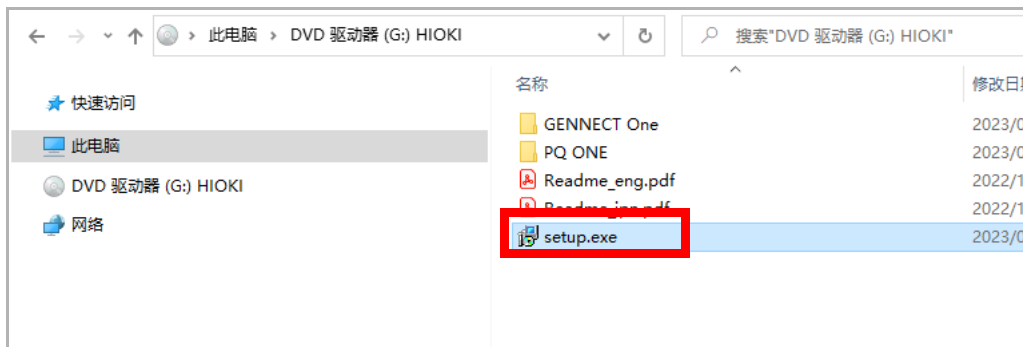 此电脑 › DVD 驱动器 (G:) HIOKI
搜索"DVD 驱动器 (G:) HIOKI"
快速访问
此电脑
DVD 驱动器 (G:) HIOKI
网络
名称 修改日
GENNECT One 2023/0
PQ ONE 2023/0
Readme_eng.pdf 2022/1
Readme_jpn.pdf 2022/1
setup.exe 2023/0